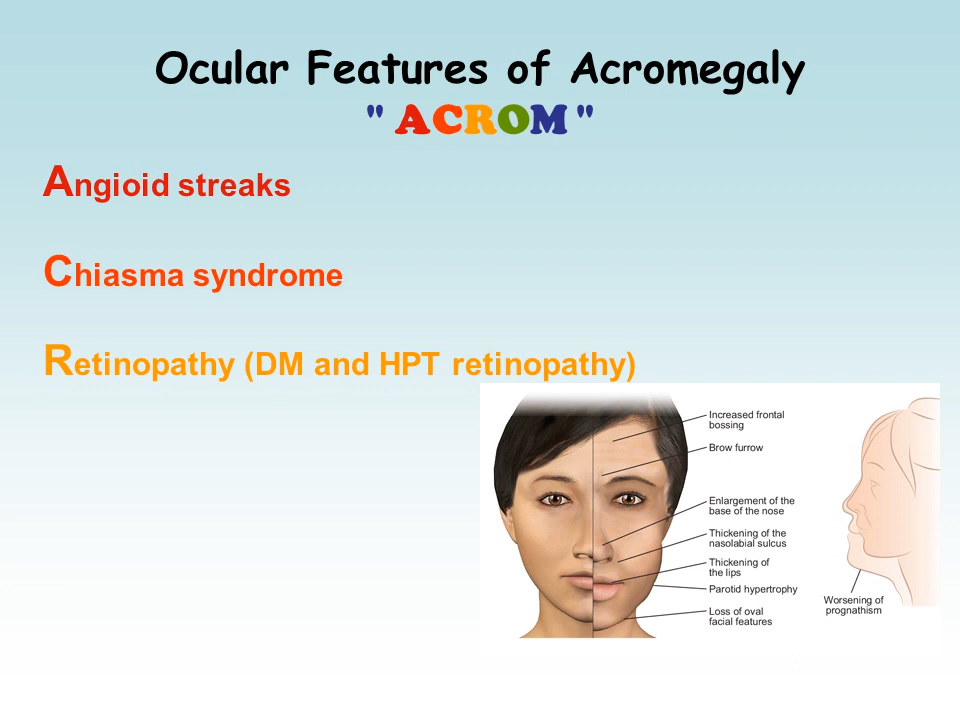 Ocular Features of Acromegaly
" ACROM "
Angioid streaks
Chiasma syndrome
Retinopathy (DM and HPT retinopathy)
Increased frontal
bossing
Brow furrow
Enlargement of the
base of the nose
Thickening of the
nasolabial sulcus
Thickening of
the lips
Parotid hypertrophy
Loss of oval
facial features
Worsening of
prognathism